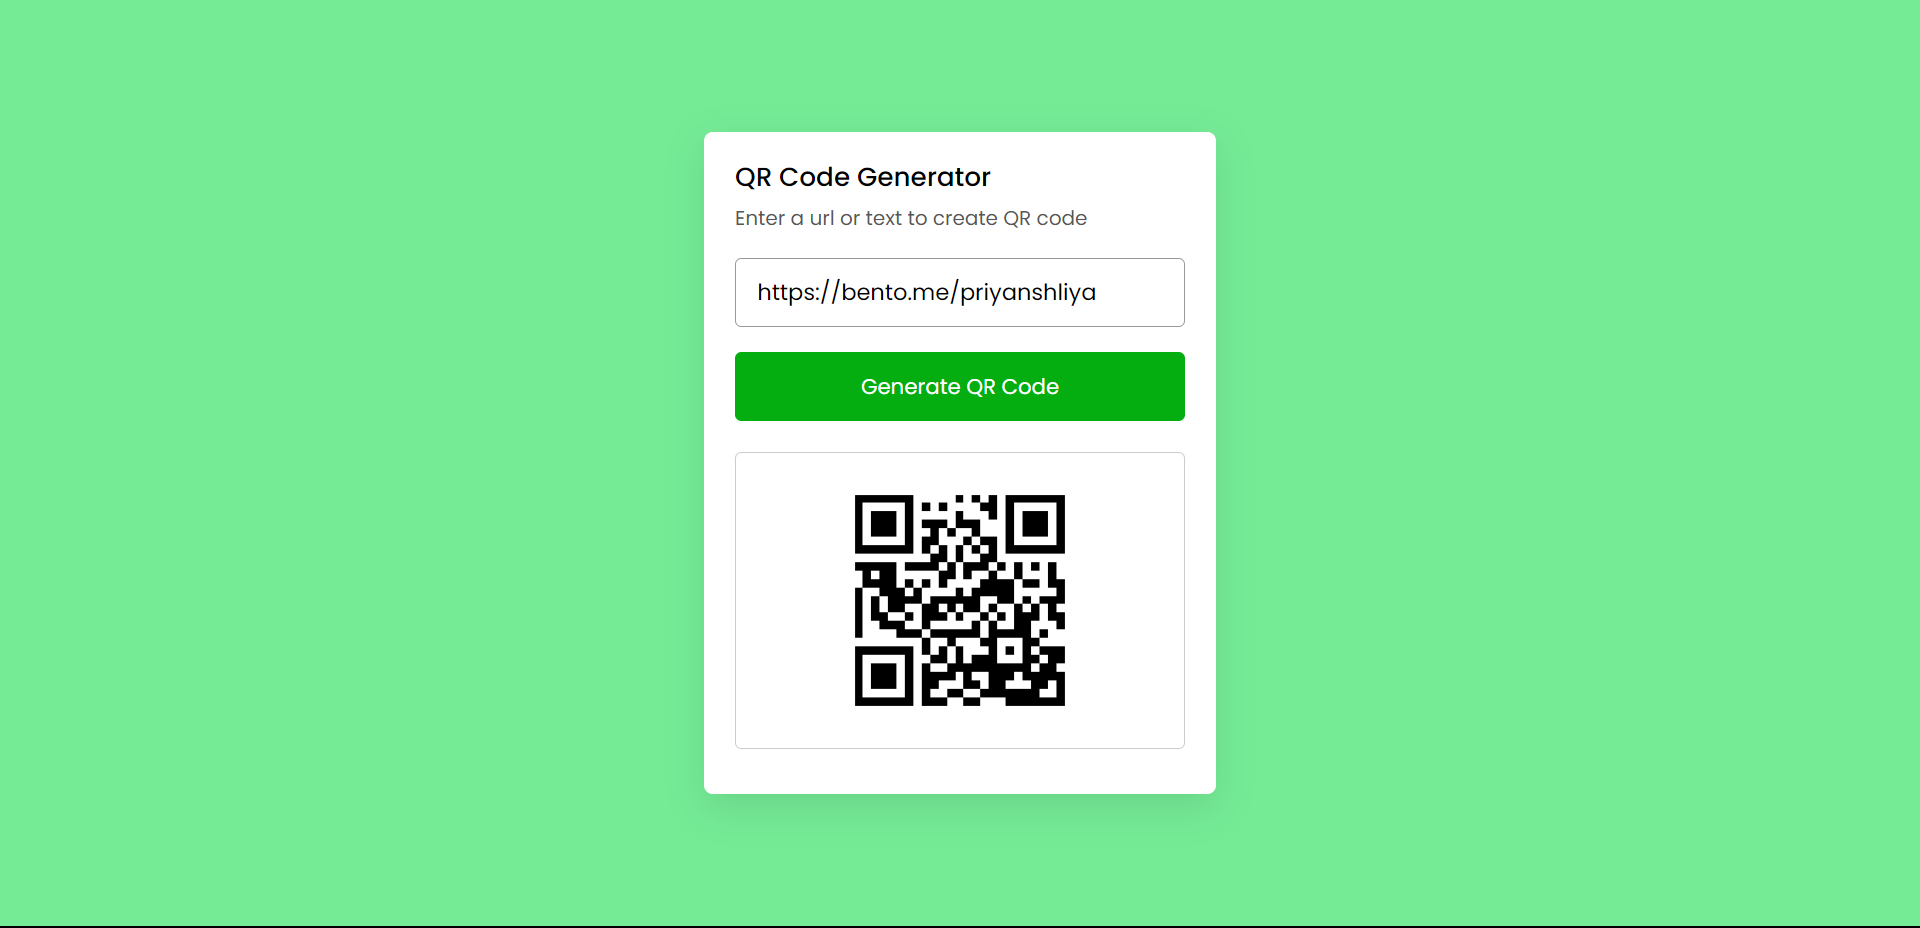 QR Code Generator
Enter a url or text to create QR code
https://bento.me/priyanshliya
Generate QR Code